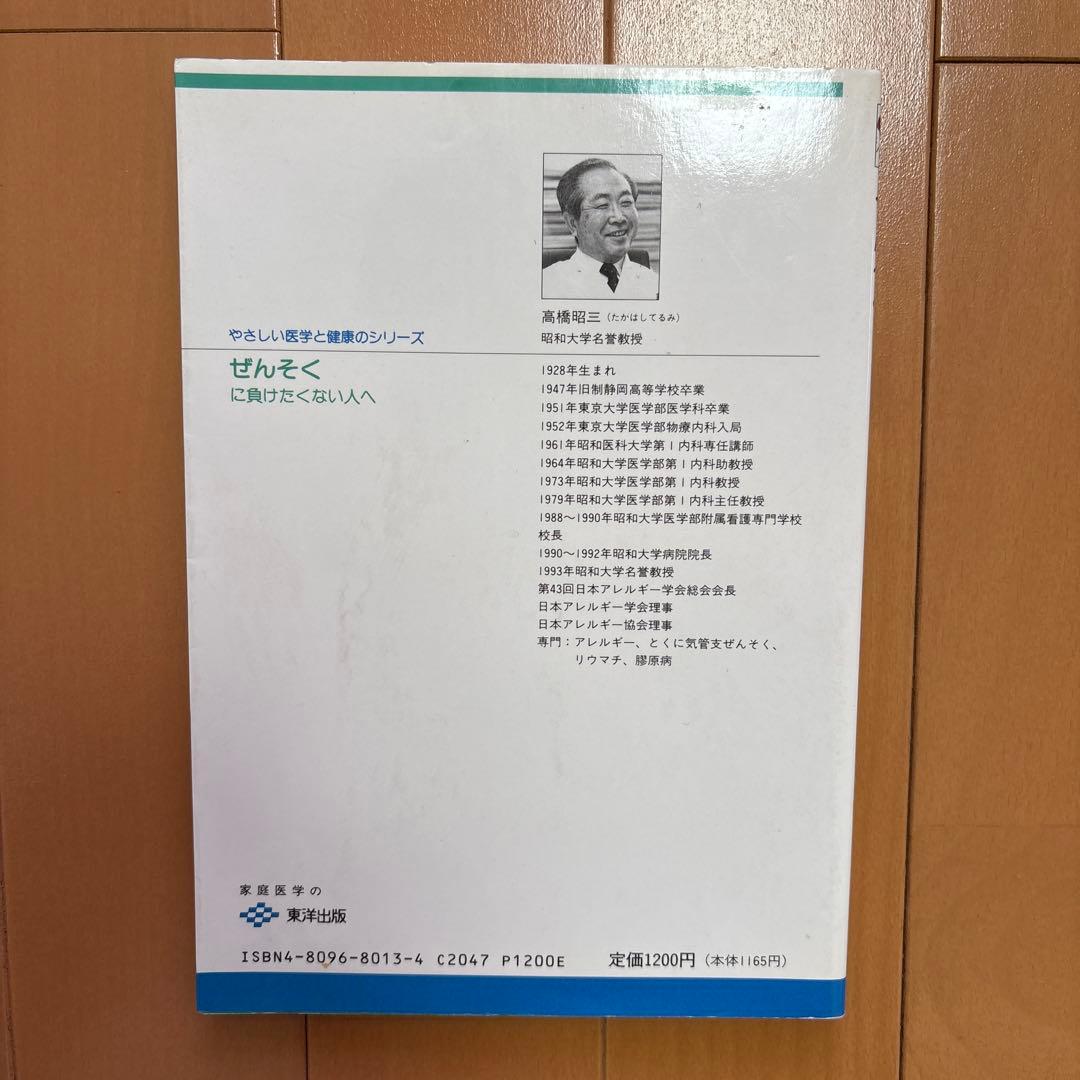 高橋昭三（たかはしてるみ）
昭和大学名誉教授
やさしい医学と健康のシリーズ
ぜんそく
に負けたくない人へ
1928年生まれ
1947年旧制静岡高等学校卒業
1951年東京大学医学部医学科卒業
1952年東京大学医学部物療内科入局
1961年昭和医科大学第1内科専任講師
1964年昭和大学医学部第1内科助教授
1973年昭和大学医学部第1内科教授
1979年昭和大学医学部第1内科主任教授
1988〜1990年昭和大学医学部附属看護専門学校
校長
1990〜1992年昭和大学病院院長
1993年昭和大学名誉教授
第43回日本アレルギー学会総会会長
日本アレルギー学会理事
日本アレルギー協会理事
専門：アレルギー、とくに気管支ぜんそく、
リウマチ、膠原病
家庭医学の
東洋出版
ISBN4-8096-8013-4 C2047 P1200E 定価1200円（本体1165円）